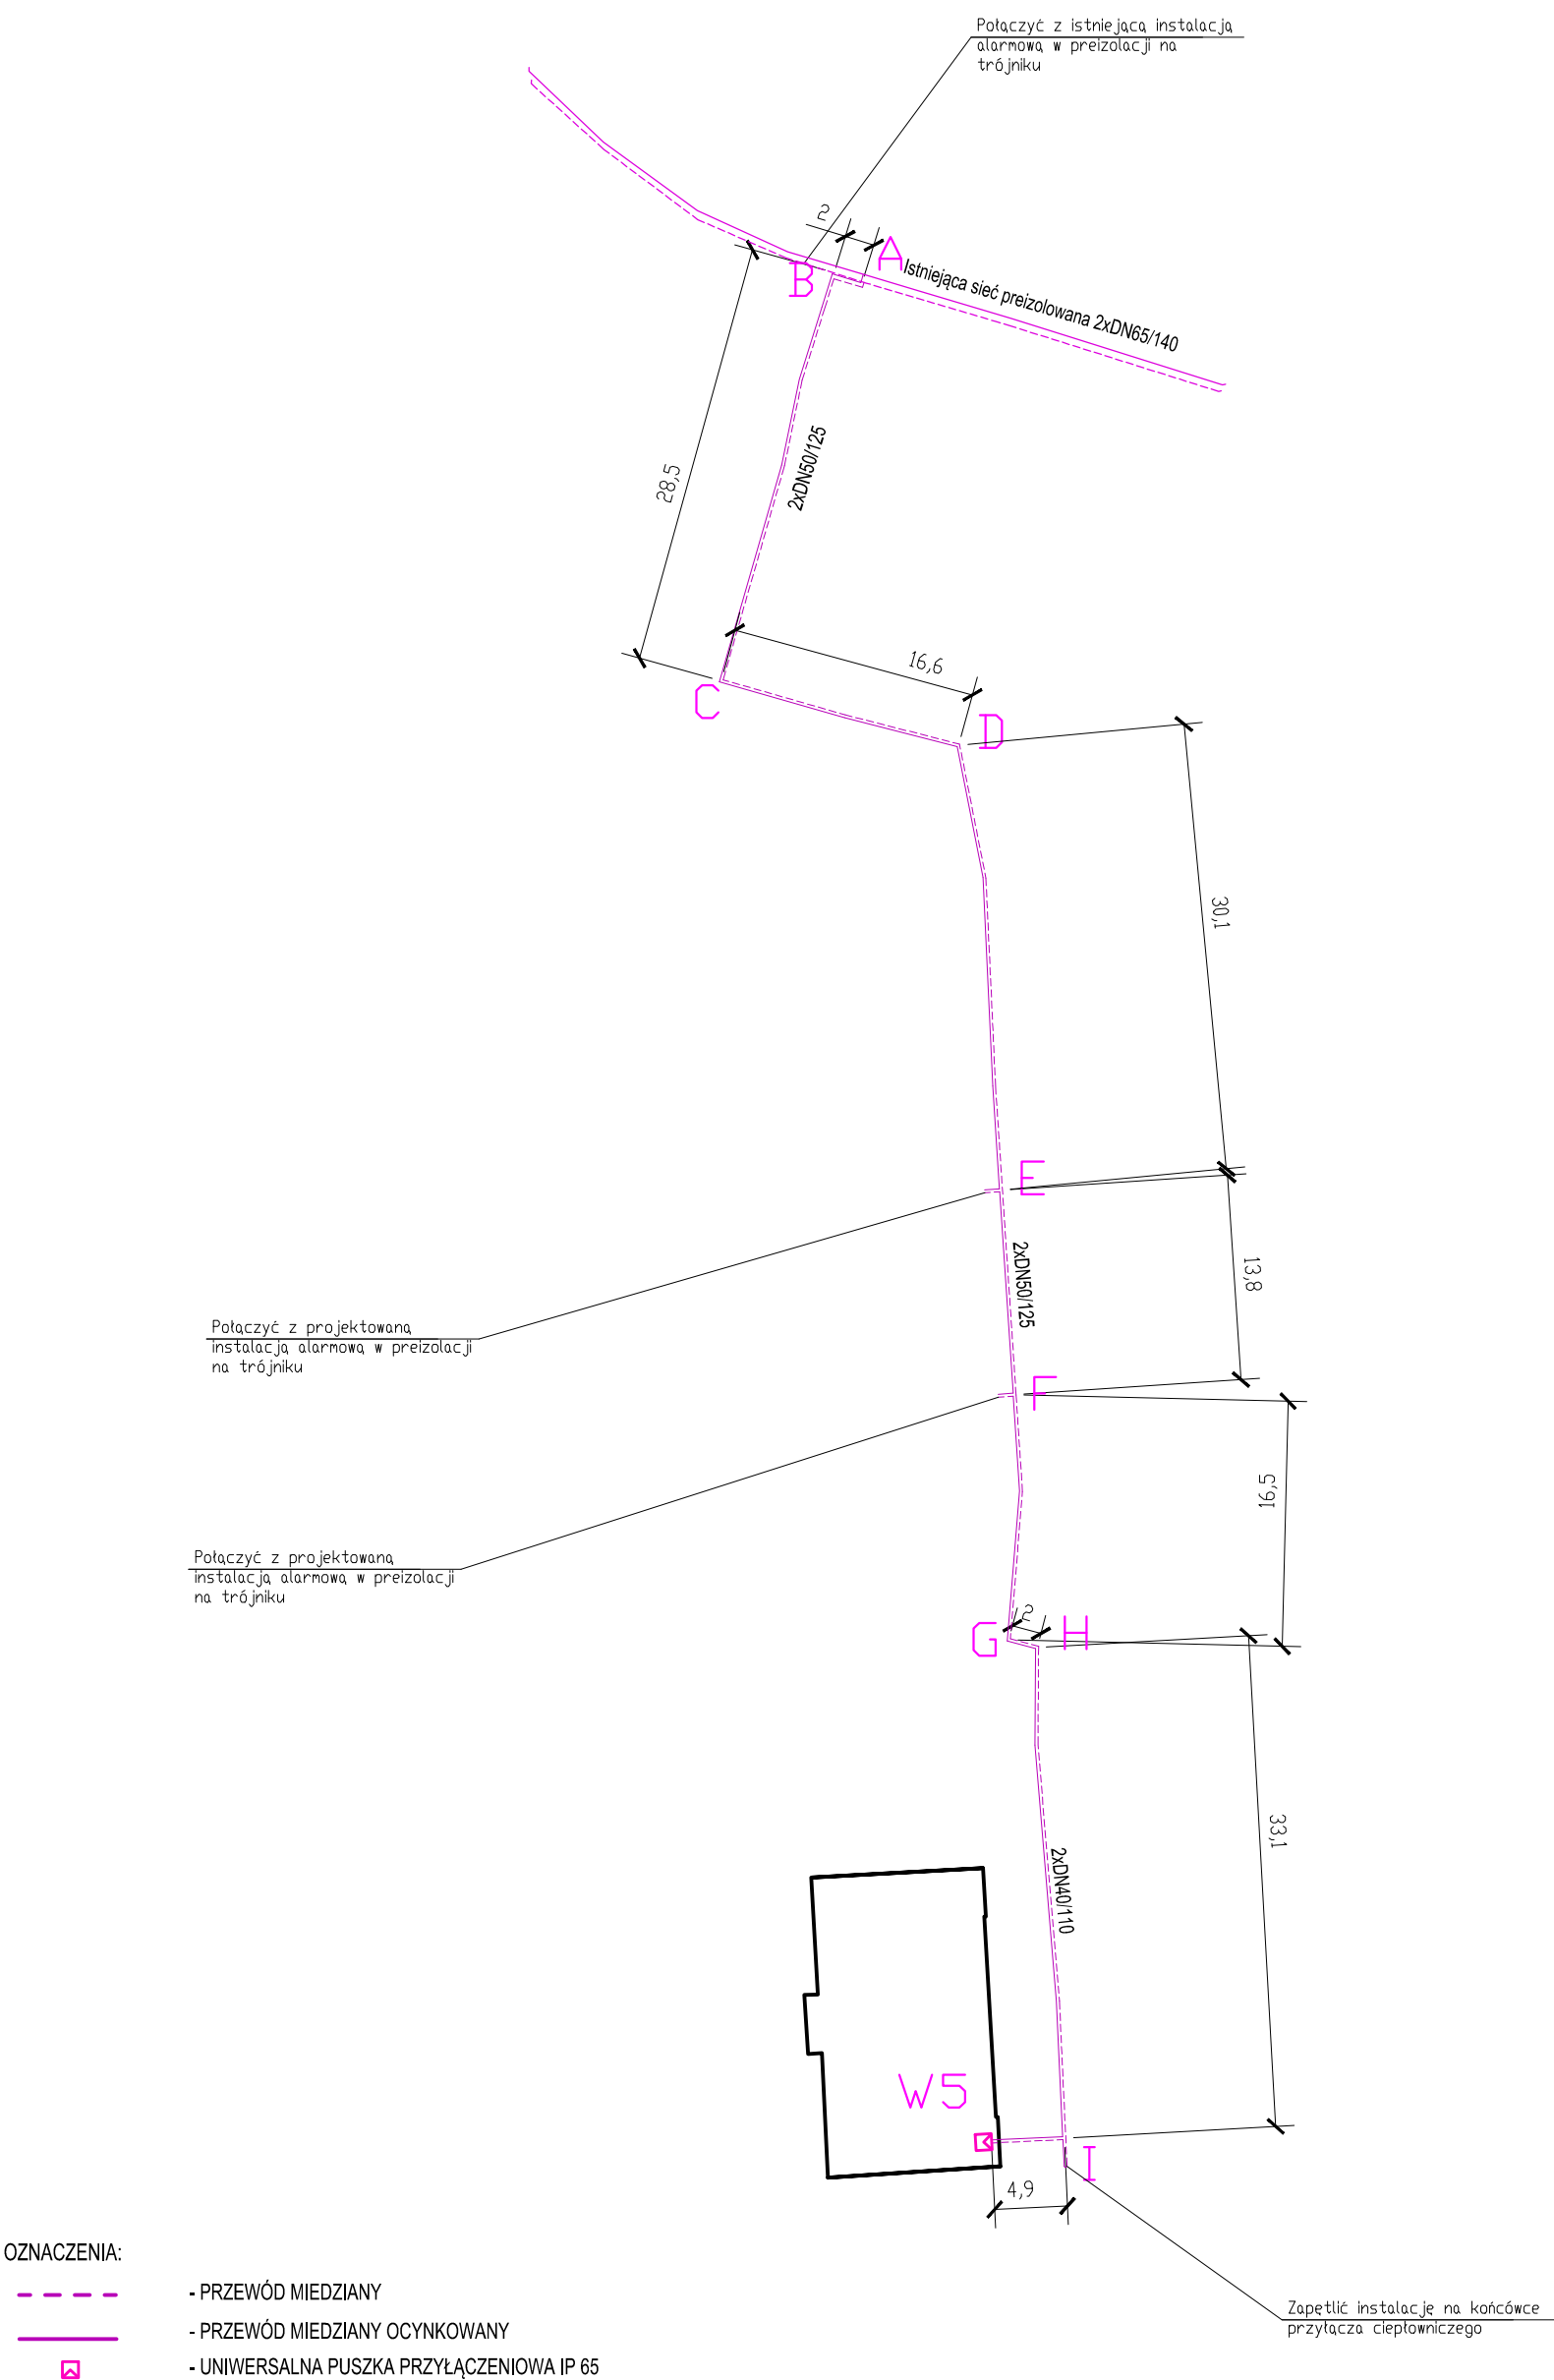 Połączyć z istniejącą instalacją
alarmową w preizolacji na
trójniku
2
A
B
Istniejąca sieć preizolowana 2xDN65/140
28,5
2xDN50/125
16,6
C
D
30,1
E
2xDN50/125
13,8
Połączyć z projektowaną
instalacją alarmową w preizolacji
na trójniku
F
16,5
Połączyć z projektowaną
instalacją alarmową w preizolacji
na trójniku
2
G
H
33,1
2xDN40/110
W5
I
4,9
OZNACZENIA:
- PRZEWÓD MIEDZIANY
- PRZEWÓD MIEDZIANY OCYNKOWANY
- UNIWERSALNA PUSZKA PRZYŁĄCZENIOWA IP 65
Zapętlić instalację na końcówce
przyłącza ciepłowniczego